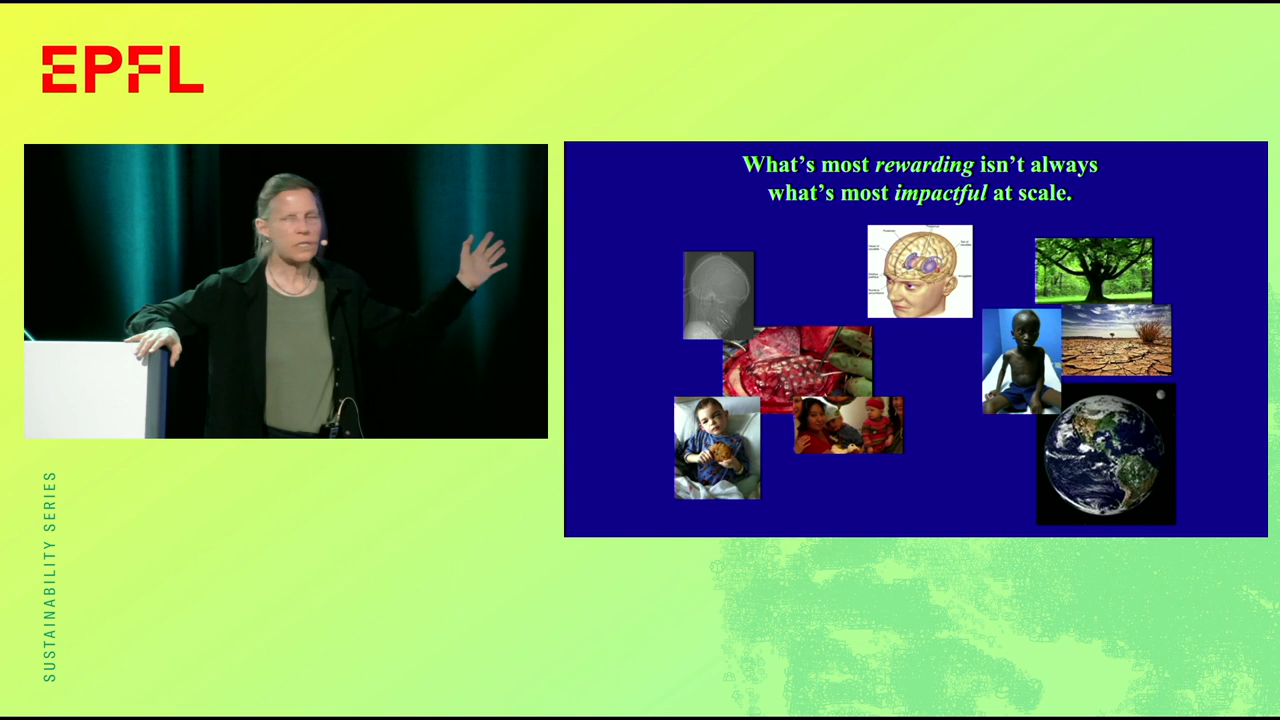 EPFL
What's most rewarding isn't always
what's most impactful at scale.
SUSTAINABILITY SERIES